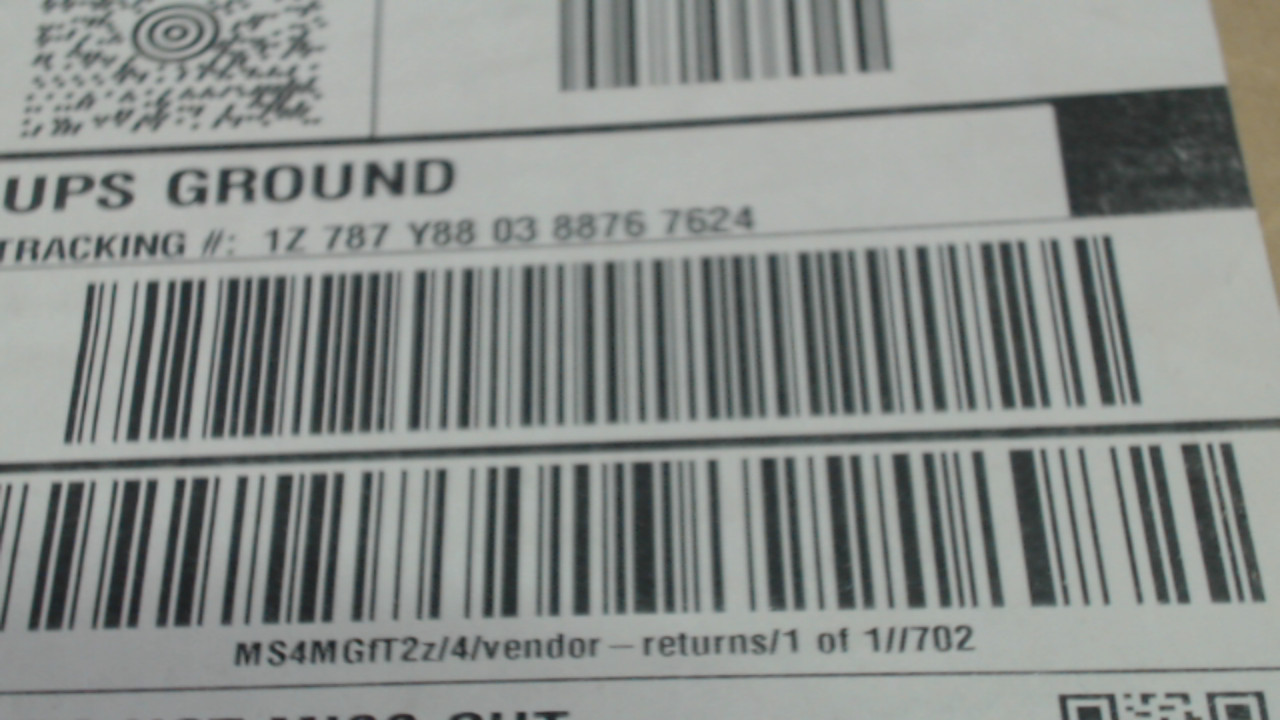 UPS GROUND
TRACKING #: 1Z 787 Y88 03 8876 7624
MS4MGfT2z/4/vendor-returns/1 of 1//702